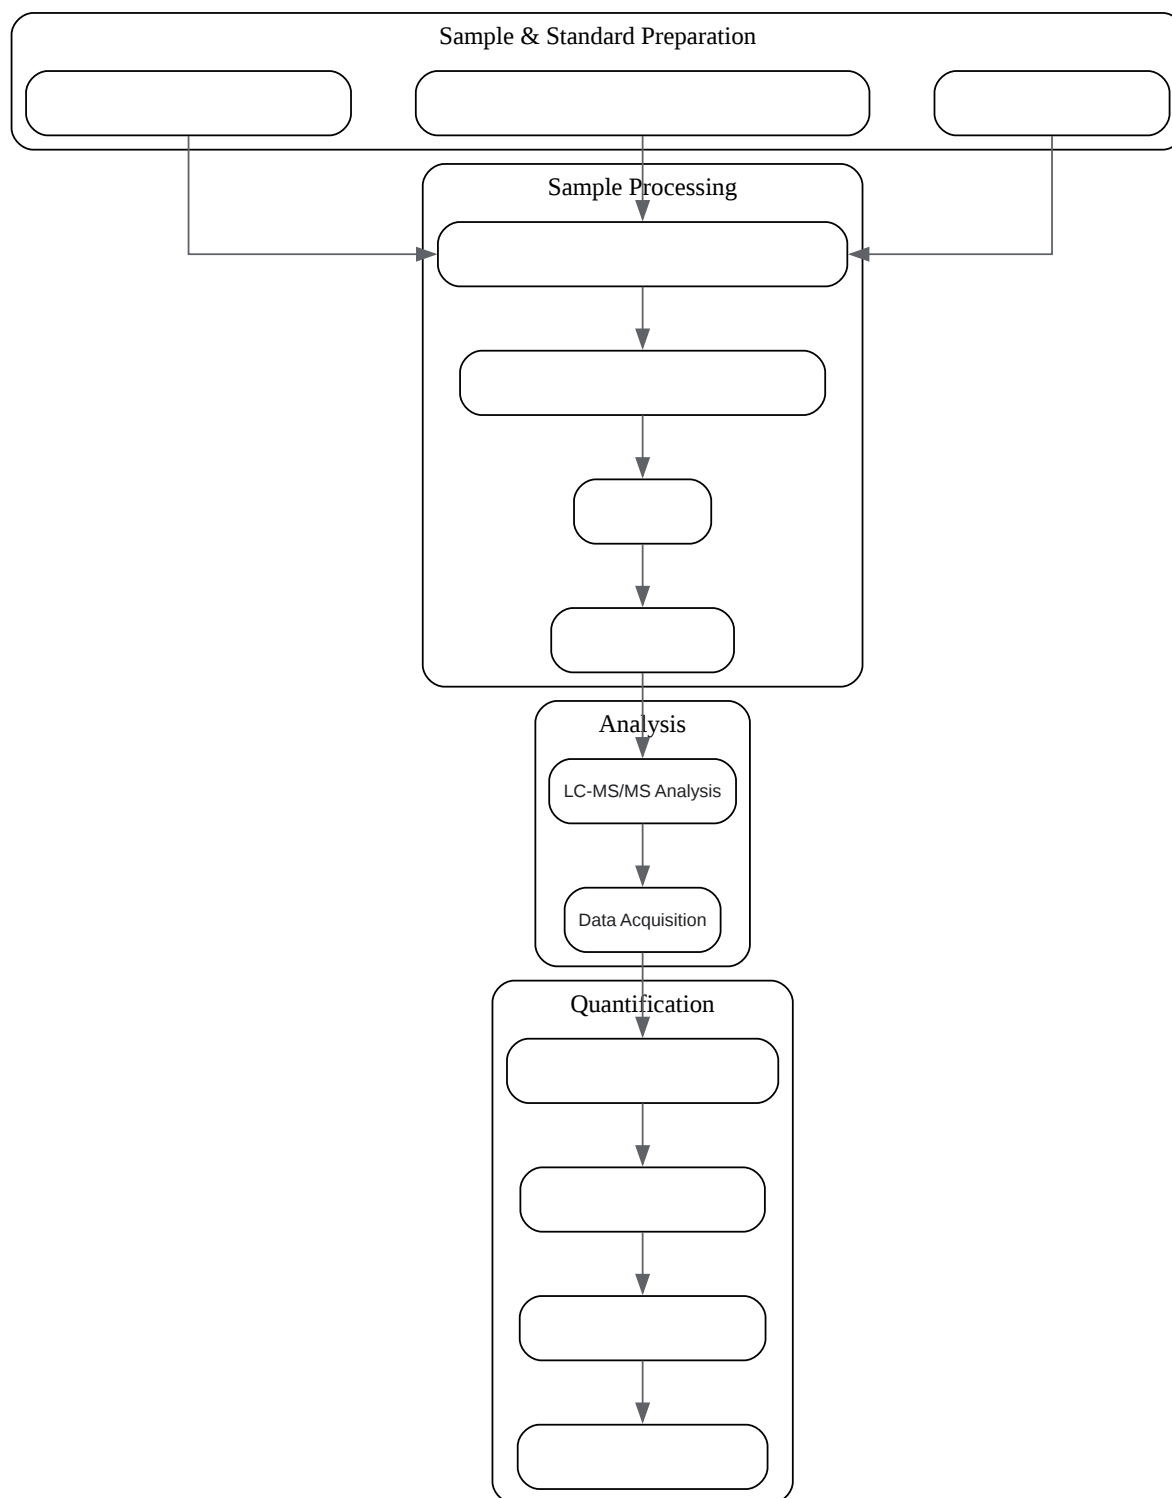 Sample & Standard Preparation
Sample Processing
Analysis
LC-MS/MS Analysis
Data Acquisition
Quantification